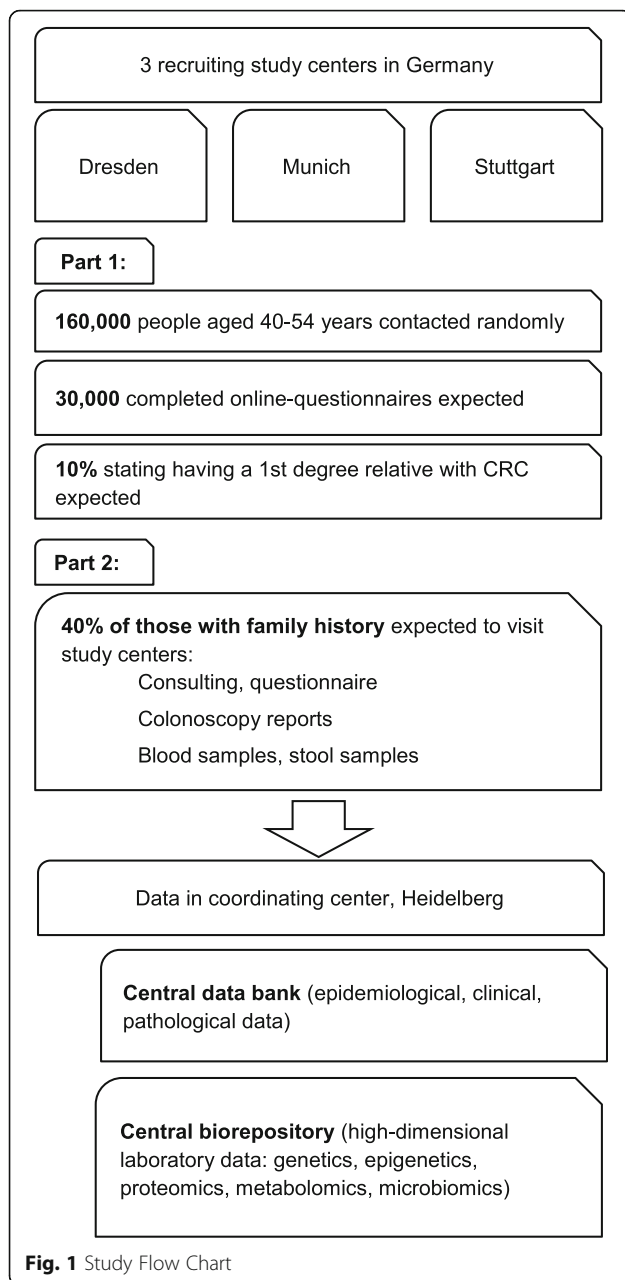 3 recruiting study centers in Germany
Dresden
Munich
Stuttgart
Part 1:
160,000 people aged 40-54 years contacted randomly
30,000 completed online-questionnaires expected
10% stating having a 1st degree relative with CRC
expected
Part 2:
40% of those with family history expected to visit
study centers:
Consulting, questionnaire
Colonoscopy reports
Blood samples, stool samples
Data in coordinating center, Heidelberg
Central data bank (epidemiological, clinical,
pathological data)
Central biorepository (high-dimensional
laboratory data: genetics, epigenetics,
proteomics, metabolomics, microbiomics)
Fig. 1 Study Flow Chart